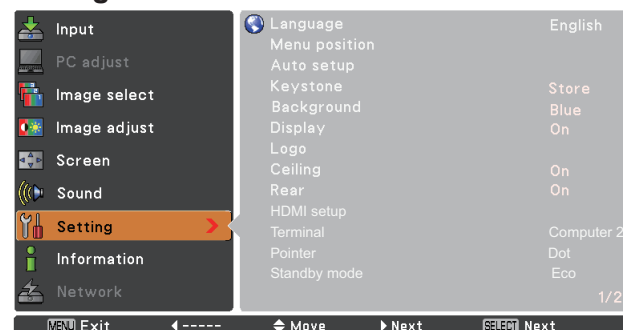 Input
PC adjust
Image select
Image adjust
Screen
Sound
Setting
Information
Network
Language English
Menu position
Auto setup
Keystone Store
Background Blue
Display On
Logo
Ceiling On
Rear On
HDMI setup
Terminal Computer 2
Pointer Dot
Standby mode Eco
1/2
MENU Exit ----- Move Next SELECT Next